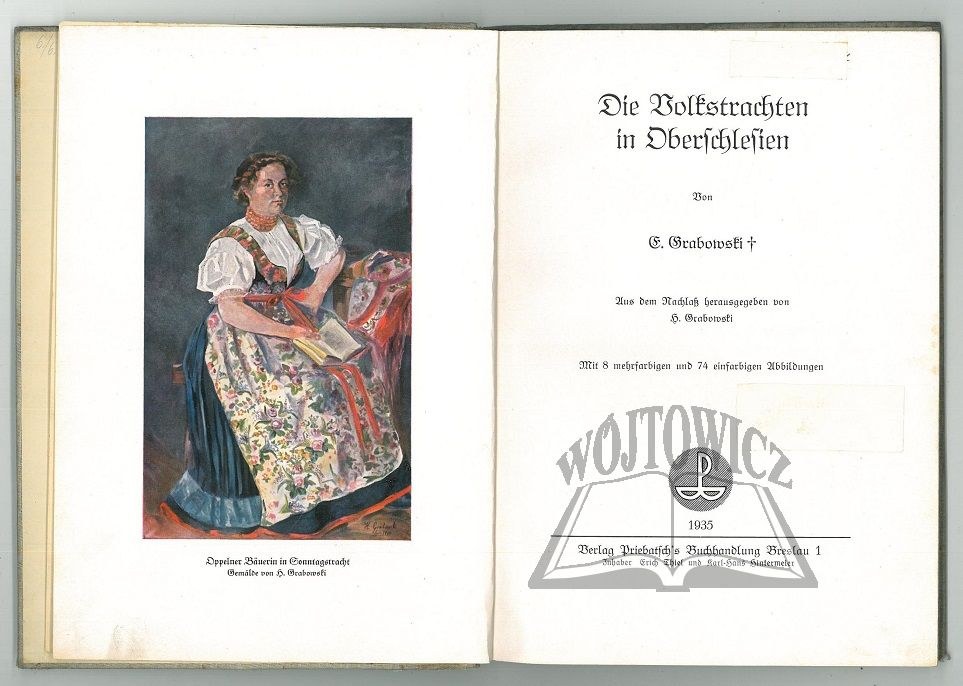 Oppelner Bäuerin in Sonntagstracht
Gemälde von H. Grabowski
Die Volkstrachten
in Oberschlesien
Von
E. Grabowski †
Aus dem Nachlaß herausgegeben von
H. Grabowski
Mit 8 mehrfarbigen und 74 einfarbigen Abbildungen
WÓJTOWICZ
1935
Verlag Priebatsch's Buchhandlung Breslau 1
Inhaber Erich Thiel und Karl-Hans Hintermeier